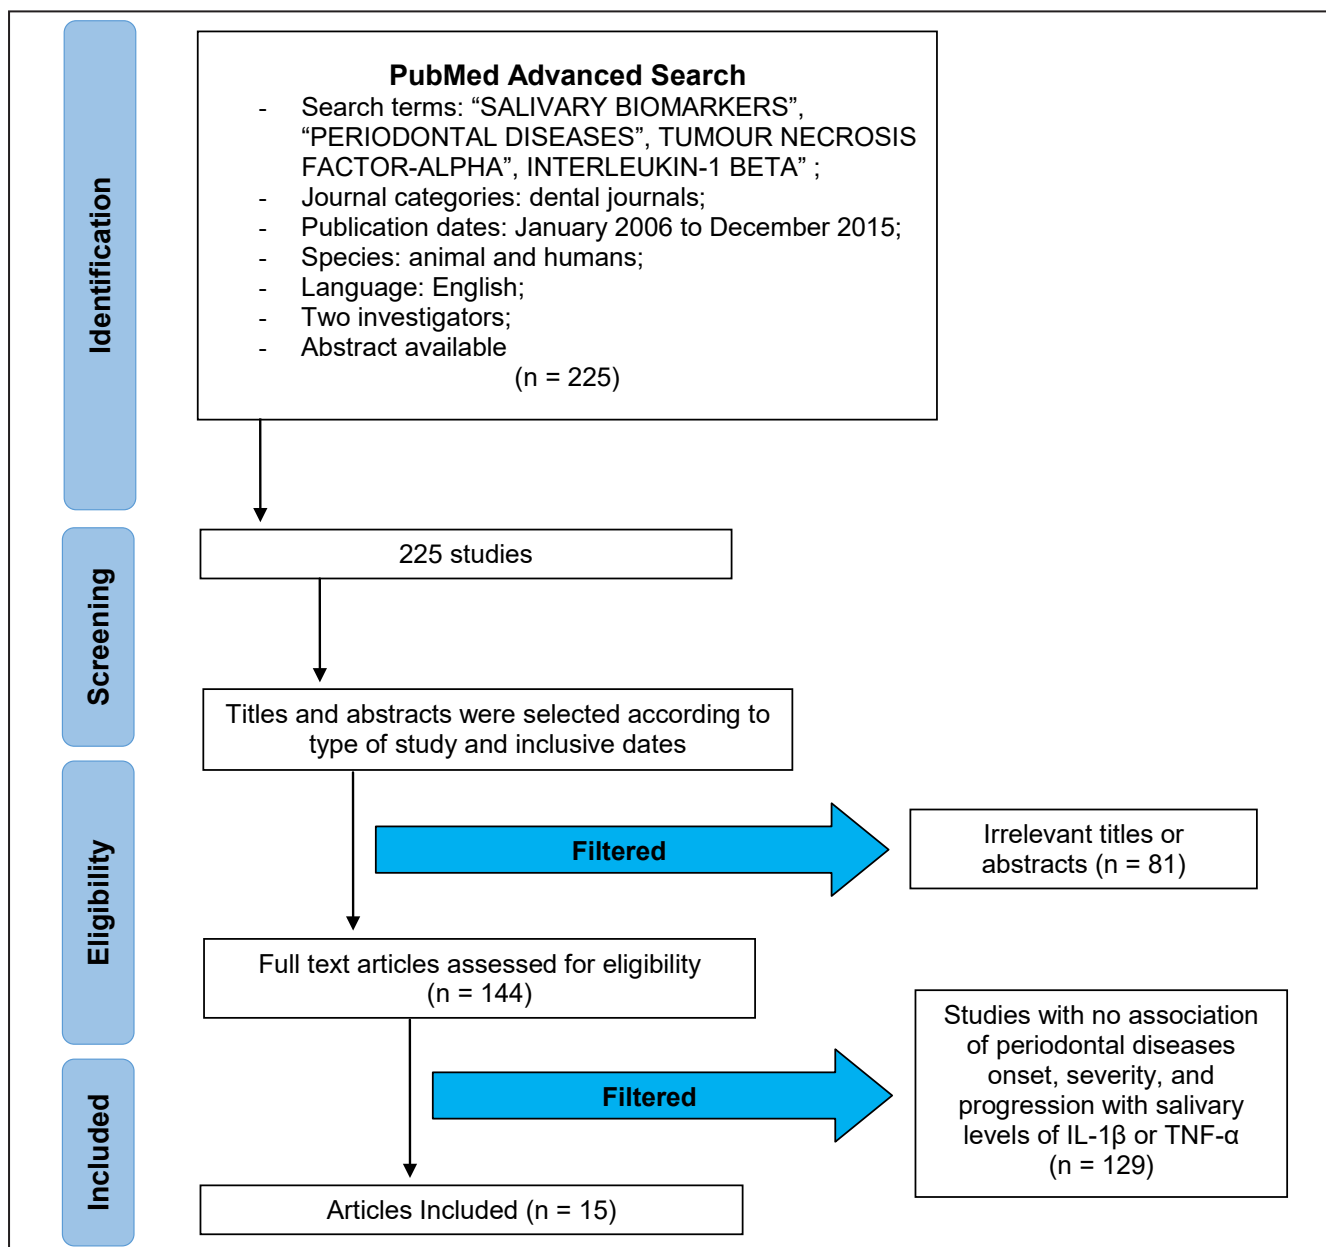 Identification
PubMed Advanced Search
- Search terms: “SALIVARY BIOMARKERS”,
“PERIODONTAL DISEASES”, TUMOUR NECROSIS
FACTOR-ALPHA”, INTERLEUKIN-1 BETA” ;
- Journal categories: dental journals;
- Publication dates: January 2006 to December 2015;
- Species: animal and humans;
- Language: English;
- Two investigators;
- Abstract available
(n = 225)
Screening
225 studies
Titles and abstracts were selected according to
type of study and inclusive dates
Eligibility
Filtered
Irrelevant titles or
abstracts (n = 81)
Full text articles assessed for eligibility
(n = 144)
Included
Filtered
Studies with no association
of periodontal diseases
onset, severity, and
progression with salivary
levels of IL-1β or TNF-α
(n = 129)
Articles Included (n = 15)